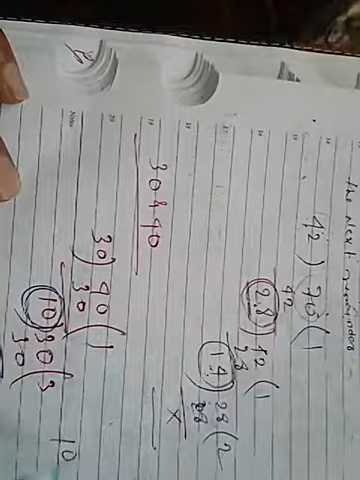 the Next
42 ) 70 ( 1
42
28 ) 42 ( 1
28
14 ) 28 ( 2
28
×
30 & 40
30 ) 40 ( 1
30
10 ) 30 ( 3
30
10
Notes